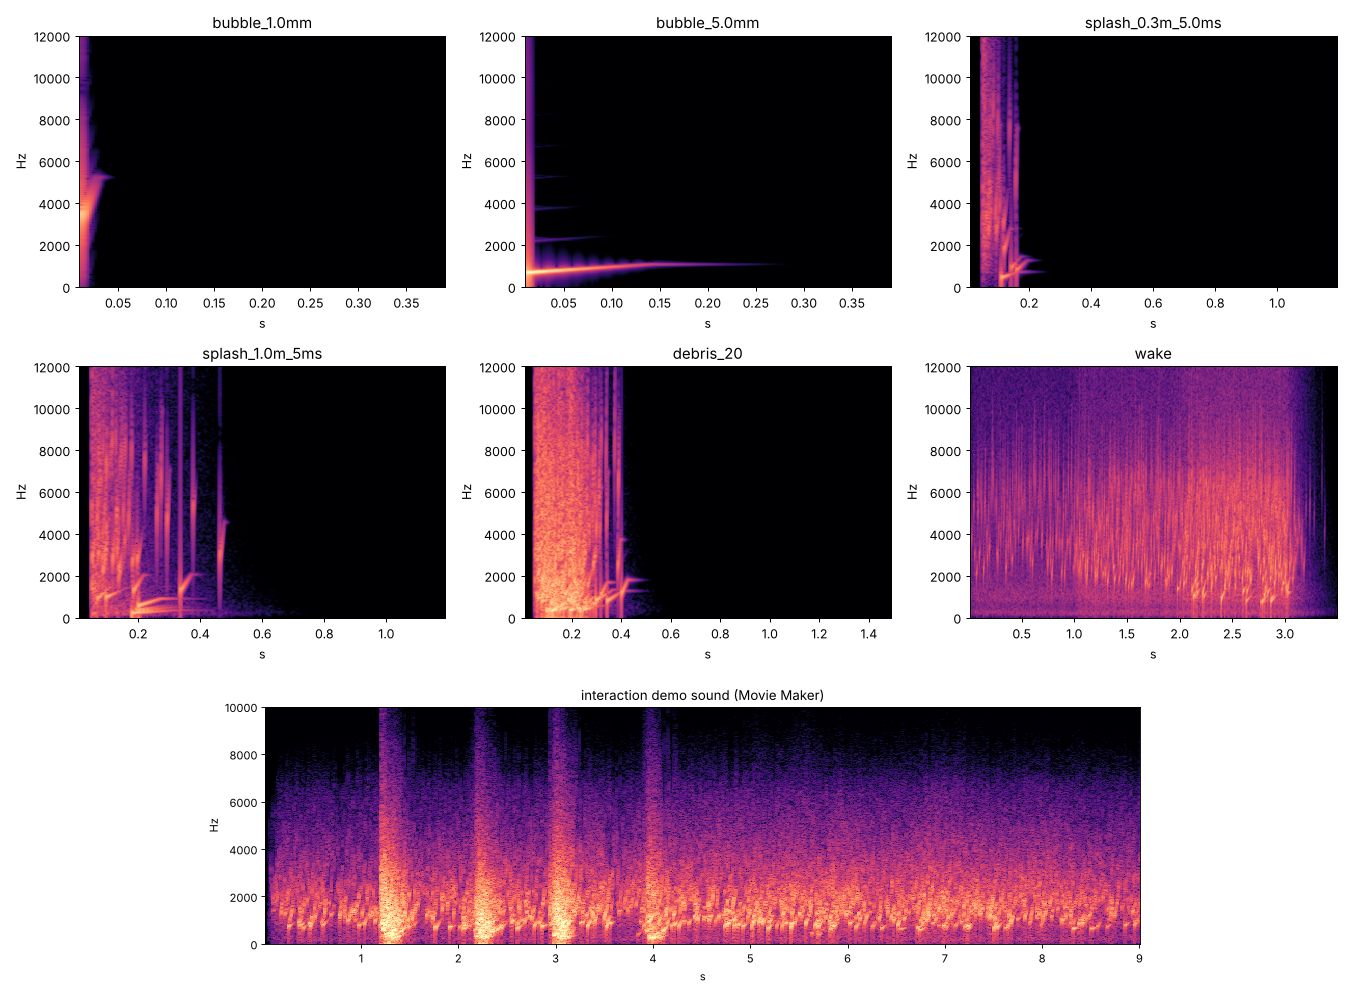 bubble_1.0mm
12000
10000
8000
6000
4000
2000
0
Hz
0.05 0.10 0.15 0.20 0.25 0.30 0.35
s
bubble_5.0mm
12000
10000
8000
6000
4000
2000
0
Hz
0.05 0.10 0.15 0.20 0.25 0.30 0.35
s
splash_0.3m_5.0ms
12000
10000
8000
6000
4000
2000
0
Hz
0.2 0.4 0.6 0.8 1.0
s
splash_1.0m_5ms
12000
10000
8000
6000
4000
2000
0
Hz
0.2 0.4 0.6 0.8 1.0
s
debris_20
12000
10000
8000
6000
4000
2000
0
Hz
0.2 0.4 0.6 0.8 1.0 1.2 1.4
s
wake
12000
10000
8000
6000
4000
2000
0
Hz
0.5 1.0 1.5 2.0 2.5 3.0
s
interaction demo sound (Movie Maker)
10000
8000
6000
4000
2000
0
Hz
1 2 3 4 5 6 7 8 9
s